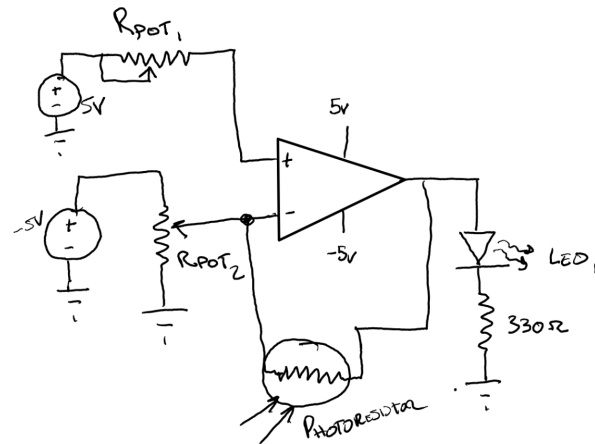 RPOT1
+
-
5V
5v
+
-
-5v
-5V
+
-
RPOT2
LED1
330Ω
PHOTORESISTOR